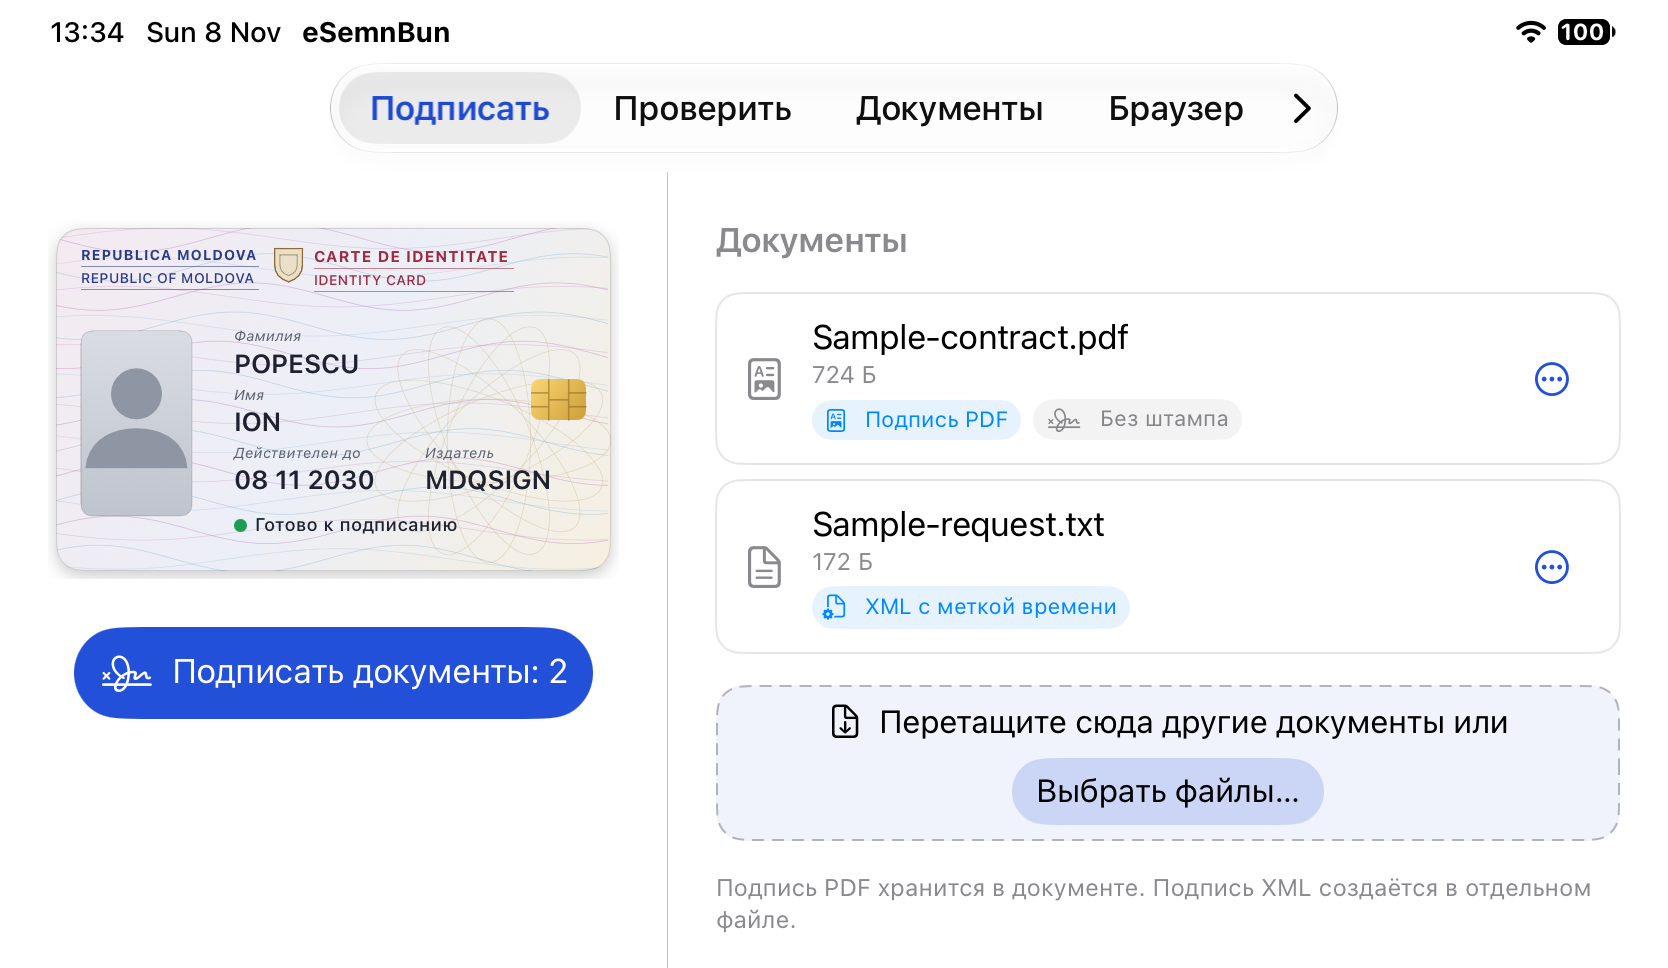 13:34 Sun 8 Nov eSemnBun 100
Подписать Проверить Документы Браузер
REPUBLICA MOLDOVA
REPUBLIC OF MOLDOVA
CARTE DE IDENTITATE
IDENTITY CARD
Фамилия
POPESCU
Имя
ION
Действителен до Издатель
08 11 2030 MDQSIGN
Готово к подписанию
Подписать документы: 2
Документы
Sample-contract.pdf
724 Б
Подпись PDF Без штампа
Sample-request.txt
172 Б
XML с меткой времени
Перетащите сюда другие документы или
Выбрать файлы...
Подпись PDF хранится в документе. Подпись XML создаётся в отдельном
файле.